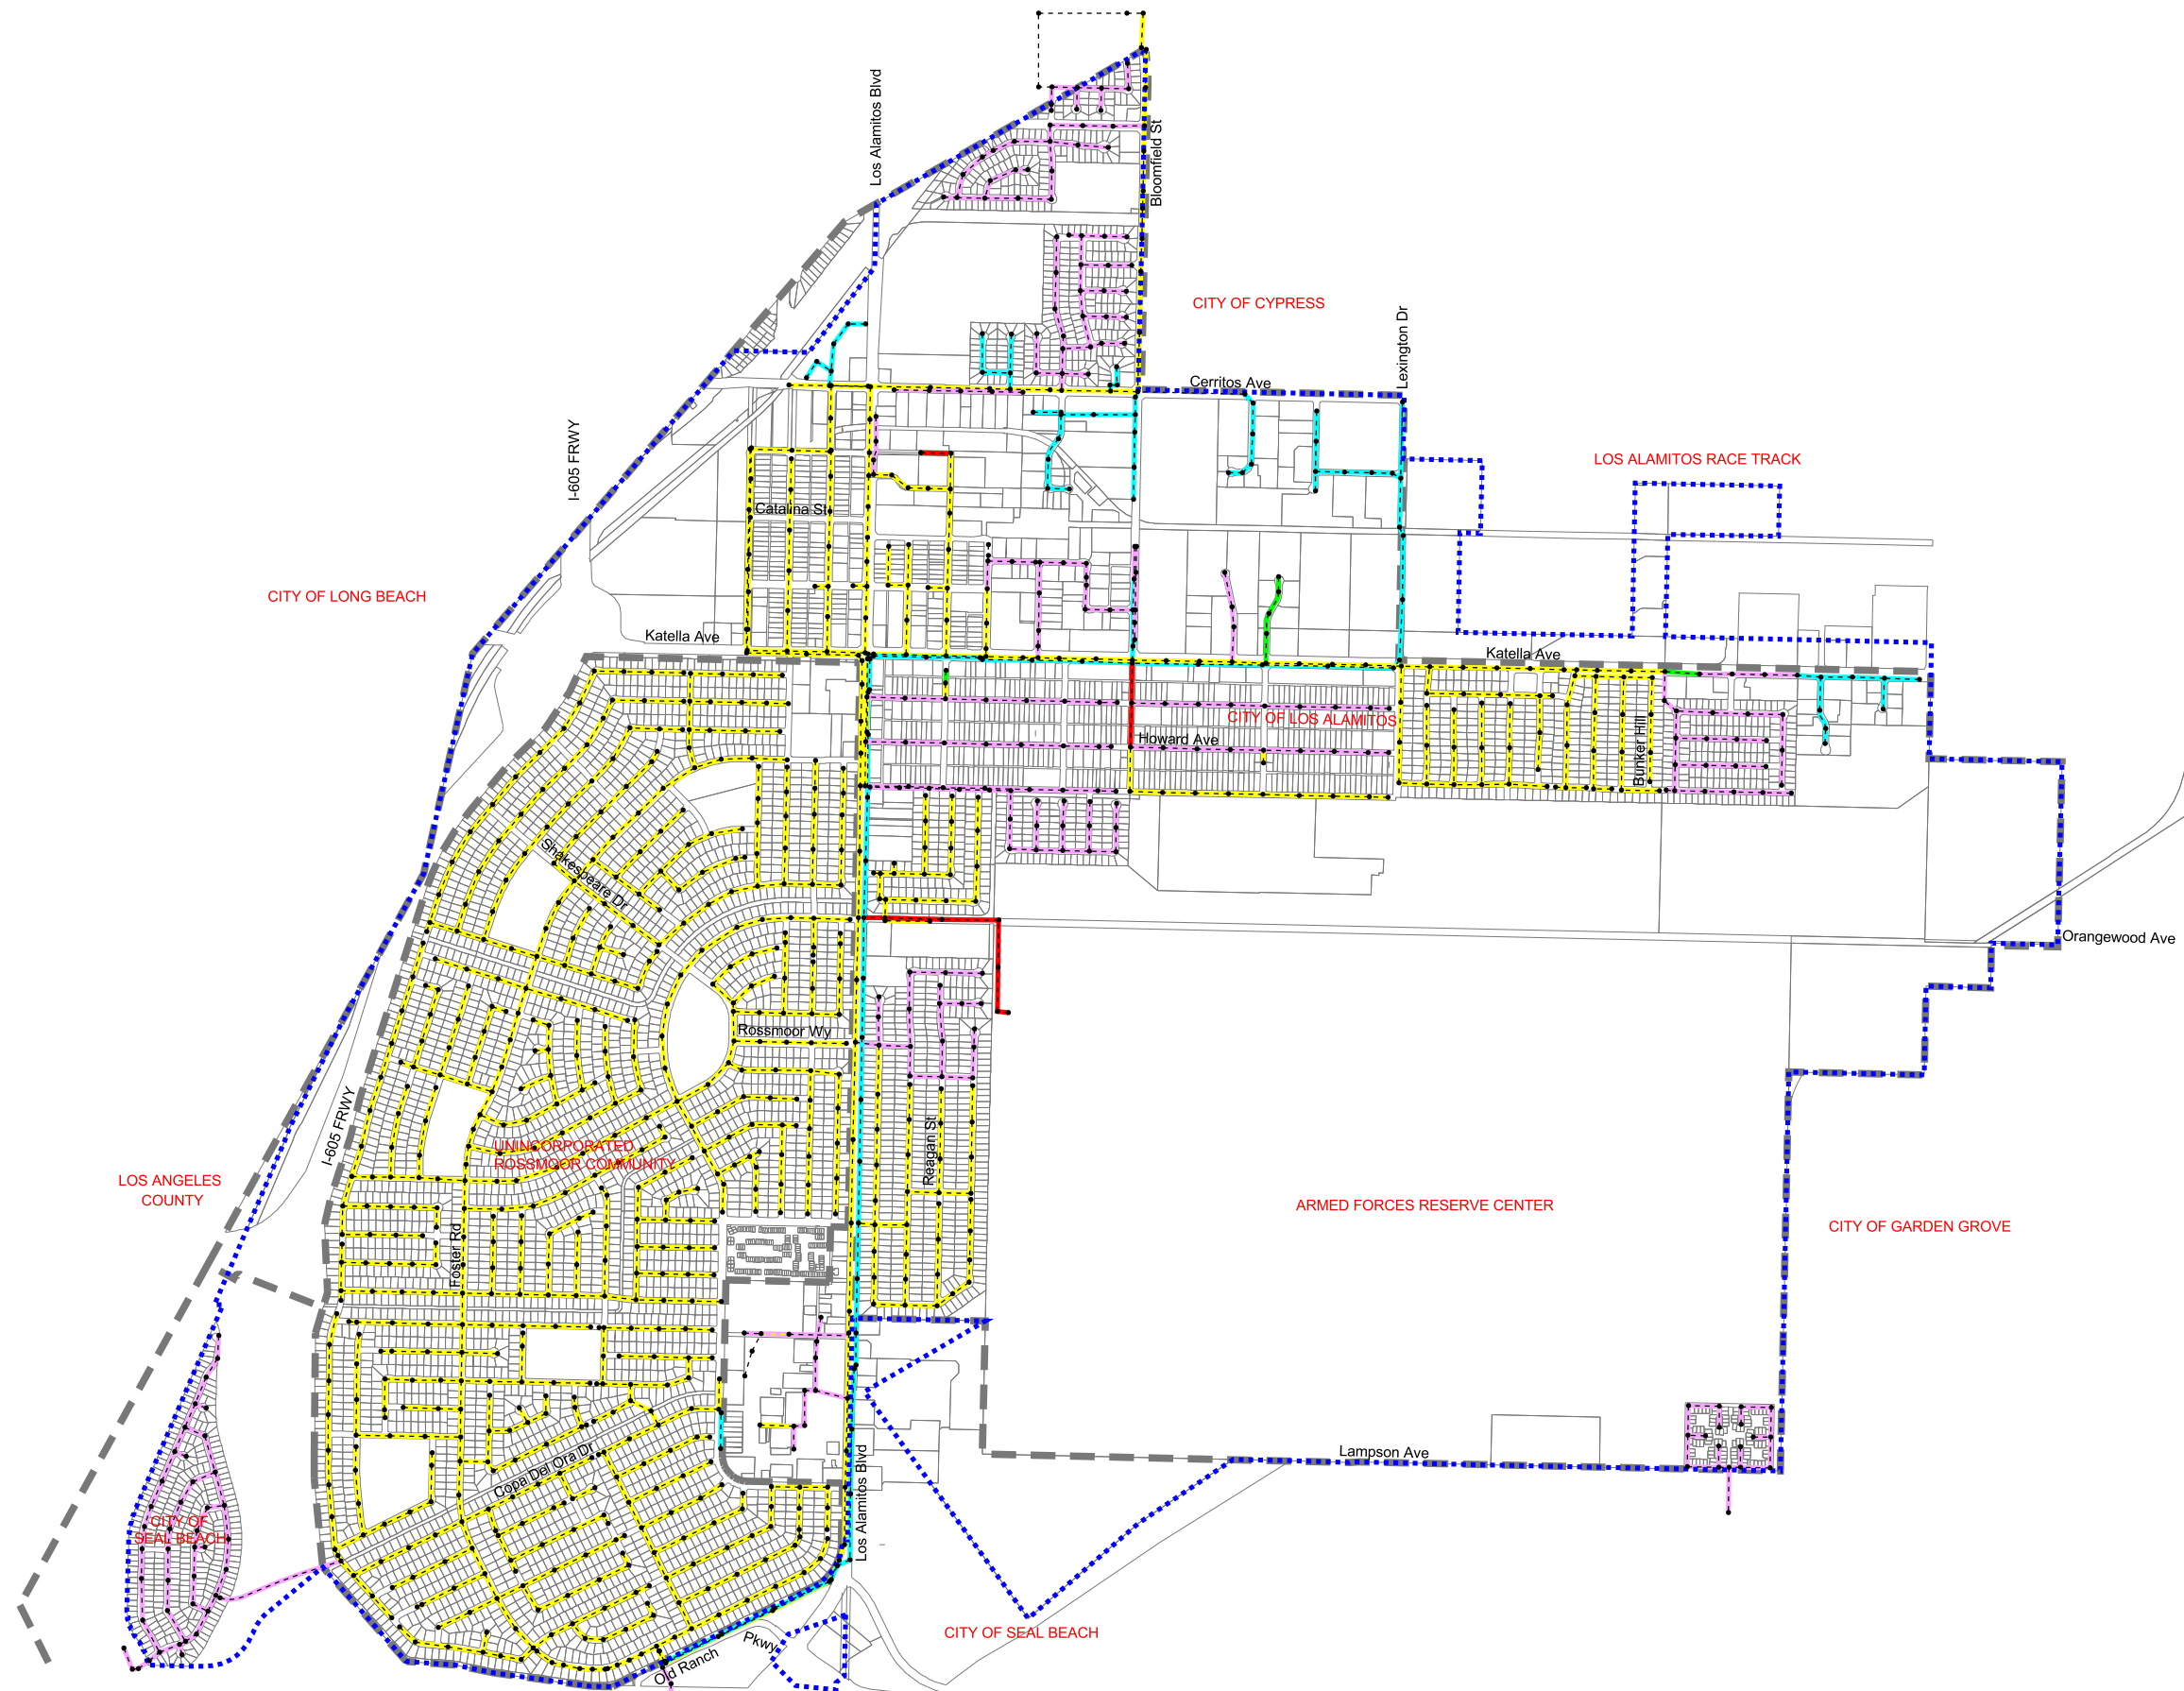 Los Alamitos Blvd
Bloomfield St
CITY OF CYPRESS
Lexington Dr
Cerritos Ave
I-605 FRWY
LOS ALAMITOS RACE TRACK
Catalina St
CITY OF LONG BEACH
Katella Ave
Katella Ave
CITY OF LOS ALAMITOS
Howard Ave
Bunker Hill
Shakespeare Dr
Orangewood Ave
Rossmoor Wy
I-605 FRWY
Reagan St
UNINCORPORATED
ROSSMOOR COMMUNITY
LOS ANGELES
COUNTY
ARMED FORCES RESERVE CENTER
CITY OF GARDEN GROVE
Foster Rd
Lampson Ave
Copa Del Ora Dr
Los Alamitos Blvd
CITY OF
SEAL BEACH
CITY OF SEAL BEACH
Old Ranch Pkwy